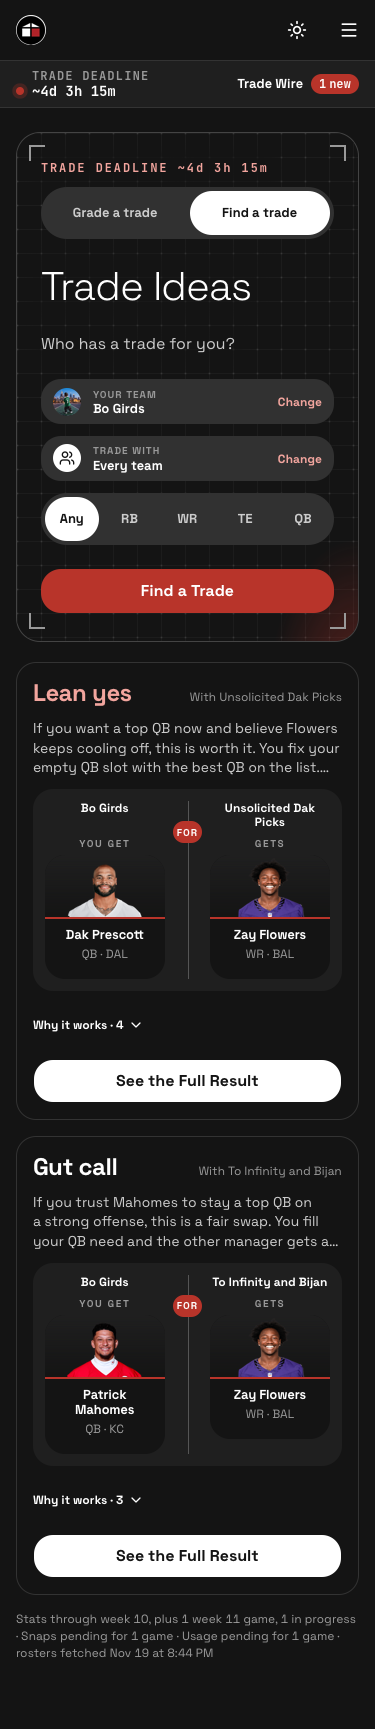 TRADE DEADLINE
~4d 3h 15m
Trade Wire 1 new
TRADE DEADLINE ~4d 3h 15m
Grade a trade Find a trade
Trade Ideas
Who has a trade for you?
YOUR TEAM
Bo Girds
Change
TRADE WITH
Every team
Change
Any RB WR TE QB
Find a Trade
Lean yes With Unsolicited Dak Picks
If you want a top QB now and believe Flowers
keeps cooling off, this is worth it. You fix your
empty QB slot with the best QB on the list....
Bo Girds
YOU GET
Dak Prescott
QB · DAL
FOR
Unsolicited Dak
Picks
GETS
Zay Flowers
WR · BAL
Why it works · 4
See the Full Result
Gut call With To Infinity and Bijan
If you trust Mahomes to stay a top QB on
a strong offense, this is a fair swap. You fill
your QB need and the other manager gets a...
Bo Girds
YOU GET
Patrick
Mahomes
QB · KC
FOR
To Infinity and Bijan
GETS
Zay Flowers
WR · BAL
Why it works · 3
See the Full Result
Stats through week 10, plus 1 week 11 game, 1 in progress
· Snaps pending for 1 game · Usage pending for 1 game ·
rosters fetched Nov 19 at 8:44 PM